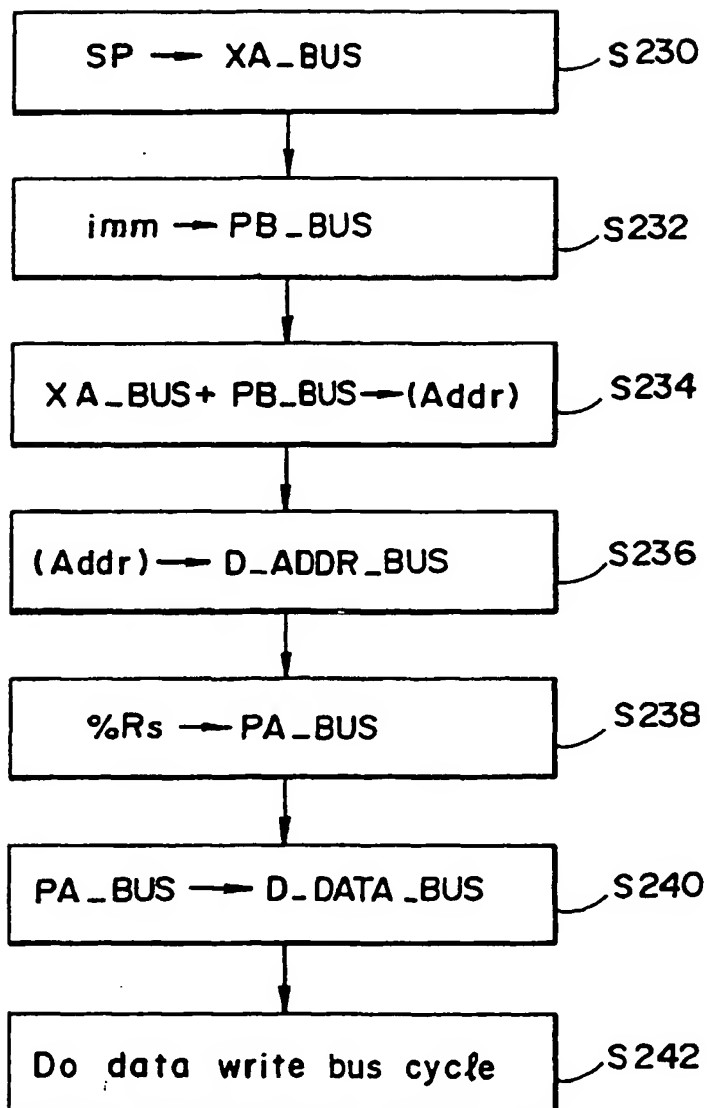 SP → XA_BUS S230
imm → PB_BUS S232
XA_BUS + PB_BUS → (Addr) S234
(Addr) → D_ADDR_BUS S236
%Rs → PA_BUS S238
PA_BUS → D_DATA_BUS S240
Do data write bus cycle S242